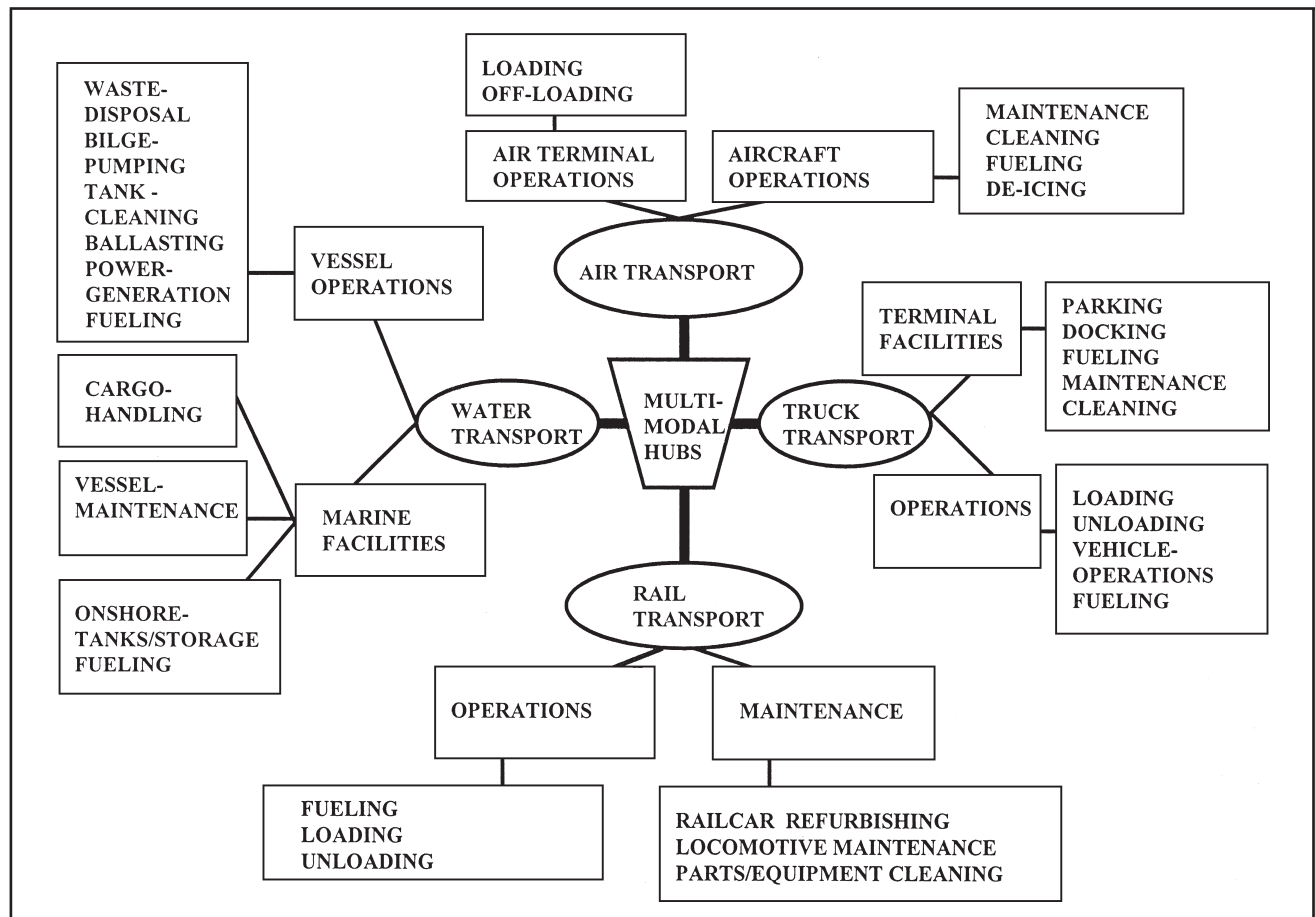 LOADING
OFF-LOADING
WASTE-
DISPOSAL
BILGE-
PUMPING
TANK -
CLEANING
BALLASTING
POWER-
GENERATION
FUELING
AIR TERMINAL
OPERATIONS
AIRCRAFT
OPERATIONS
MAINTENANCE
CLEANING
FUELING
DE-ICING
VESSEL
OPERATIONS
AIR TRANSPORT
TERMINAL
FACILITIES
PARKING
DOCKING
FUELING
MAINTENANCE
CLEANING
CARGO-
HANDLING
WATER
TRANSPORT
MULTI-
MODAL
HUBS
TRUCK
TRANSPORT
VESSEL-
MAINTENANCE
MARINE
FACILITIES
OPERATIONS
LOADING
UNLOADING
VEHICLE-
OPERATIONS
FUELING
ONSHORE-
TANKS/STORAGE
FUELING
RAIL
TRANSPORT
OPERATIONS
MAINTENANCE
FUELING
LOADING
UNLOADING
RAILCAR REFURBISHING
LOCOMOTIVE MAINTENANCE
PARTS/EQUIPMENT CLEANING